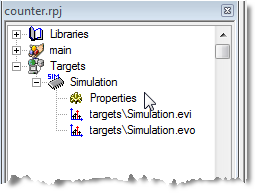 counter.rpj
Libraries
main
Targets
SIM
Simulation
Properties
targets\Simulation.evi
targets\Simulation.evo